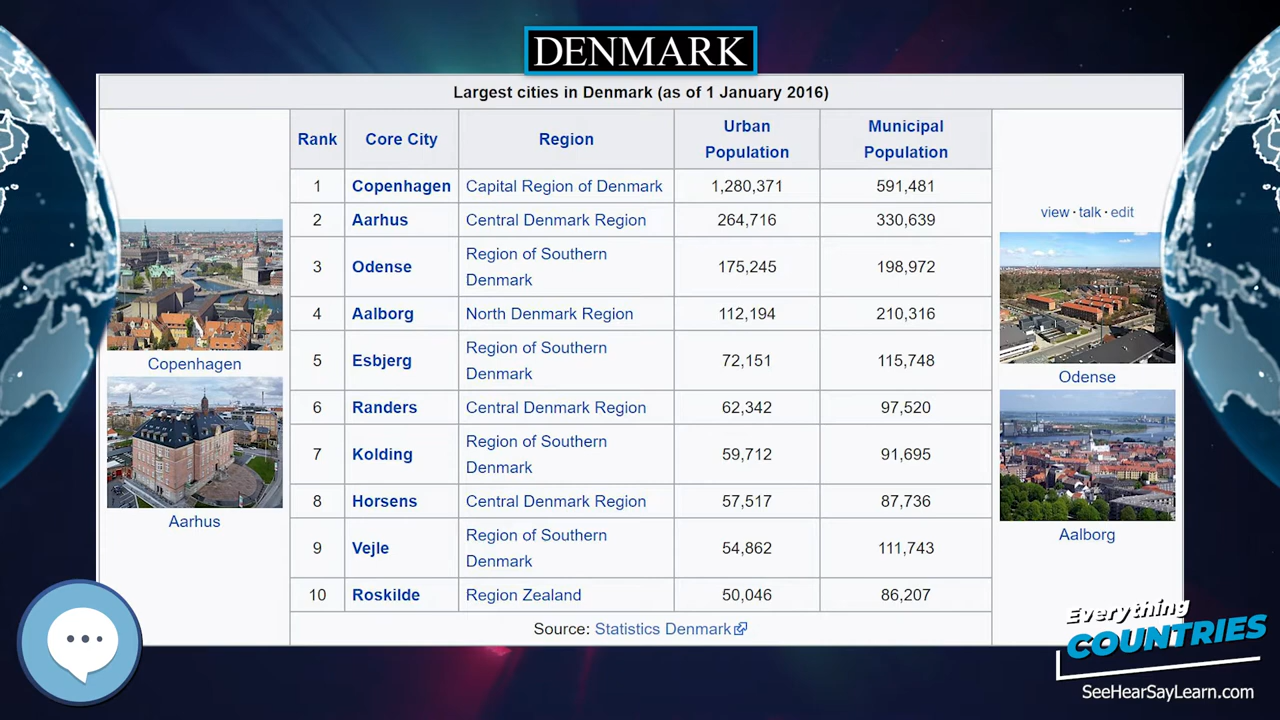 DENMARK
Largest cities in Denmark (as of 1 January 2016)
Rank Core City Region Urban Population Municipal Population
1 Copenhagen Capital Region of Denmark 1,280,371 591,481
2 Aarhus Central Denmark Region 264,716 330,639
3 Odense Region of Southern Denmark 175,245 198,972
4 Aalborg North Denmark Region 112,194 210,316
5 Esbjerg Region of Southern Denmark 72,151 115,748
6 Randers Central Denmark Region 62,342 97,520
7 Kolding Region of Southern Denmark 59,712 91,695
8 Horsens Central Denmark Region 57,517 87,736
9 Vejle Region of Southern Denmark 54,862 111,743
10 Roskilde Region Zealand 50,046 86,207
Source: Statistics Denmark
Copenhagen
Aarhus
view · talk · edit
Odense
Aalborg
Everything
COUNTRIES
SeeHearSayLearn.com